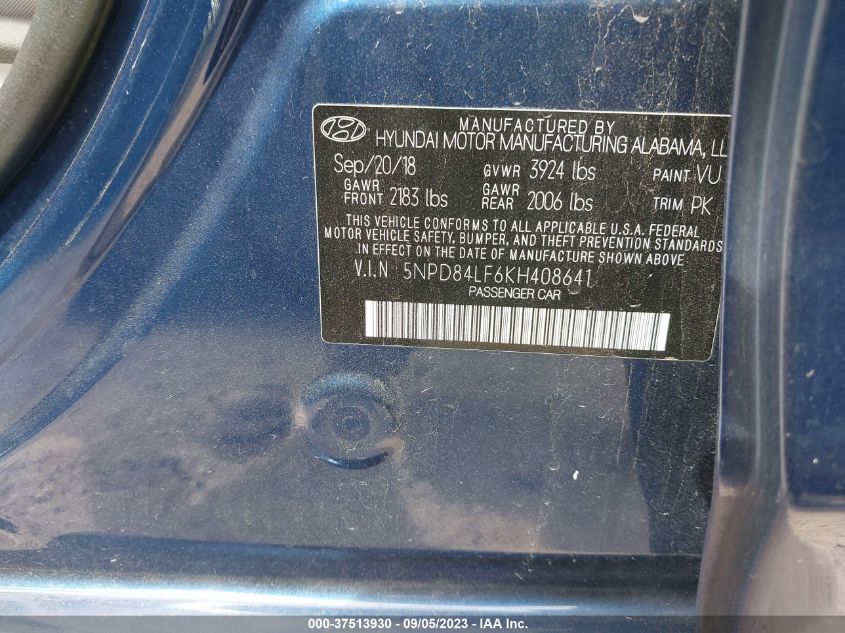 MANUFACTURED BY
HYUNDAI MOTOR MANUFACTURING ALABAMA, LL
Sep/20/18 GVWR 3924 lbs PAINT VU
GAWR FRONT 2183 lbs GAWR REAR 2006 lbs TRIM PK
THIS VEHICLE CONFORMS TO ALL APPLICABLE U.S.A. FEDERAL
MOTOR VEHICLE SAFETY, BUMPER, AND THEFT PREVENTION STANDARDS
IN EFFECT ON THE DATE OF MANUFACTURE SHOWN ABOVE.
V.I.N 5NPD84LF6KH408641
PASSENGER CAR
000-37513930 - 09/05/2023 - © IAA Holdings, LLC